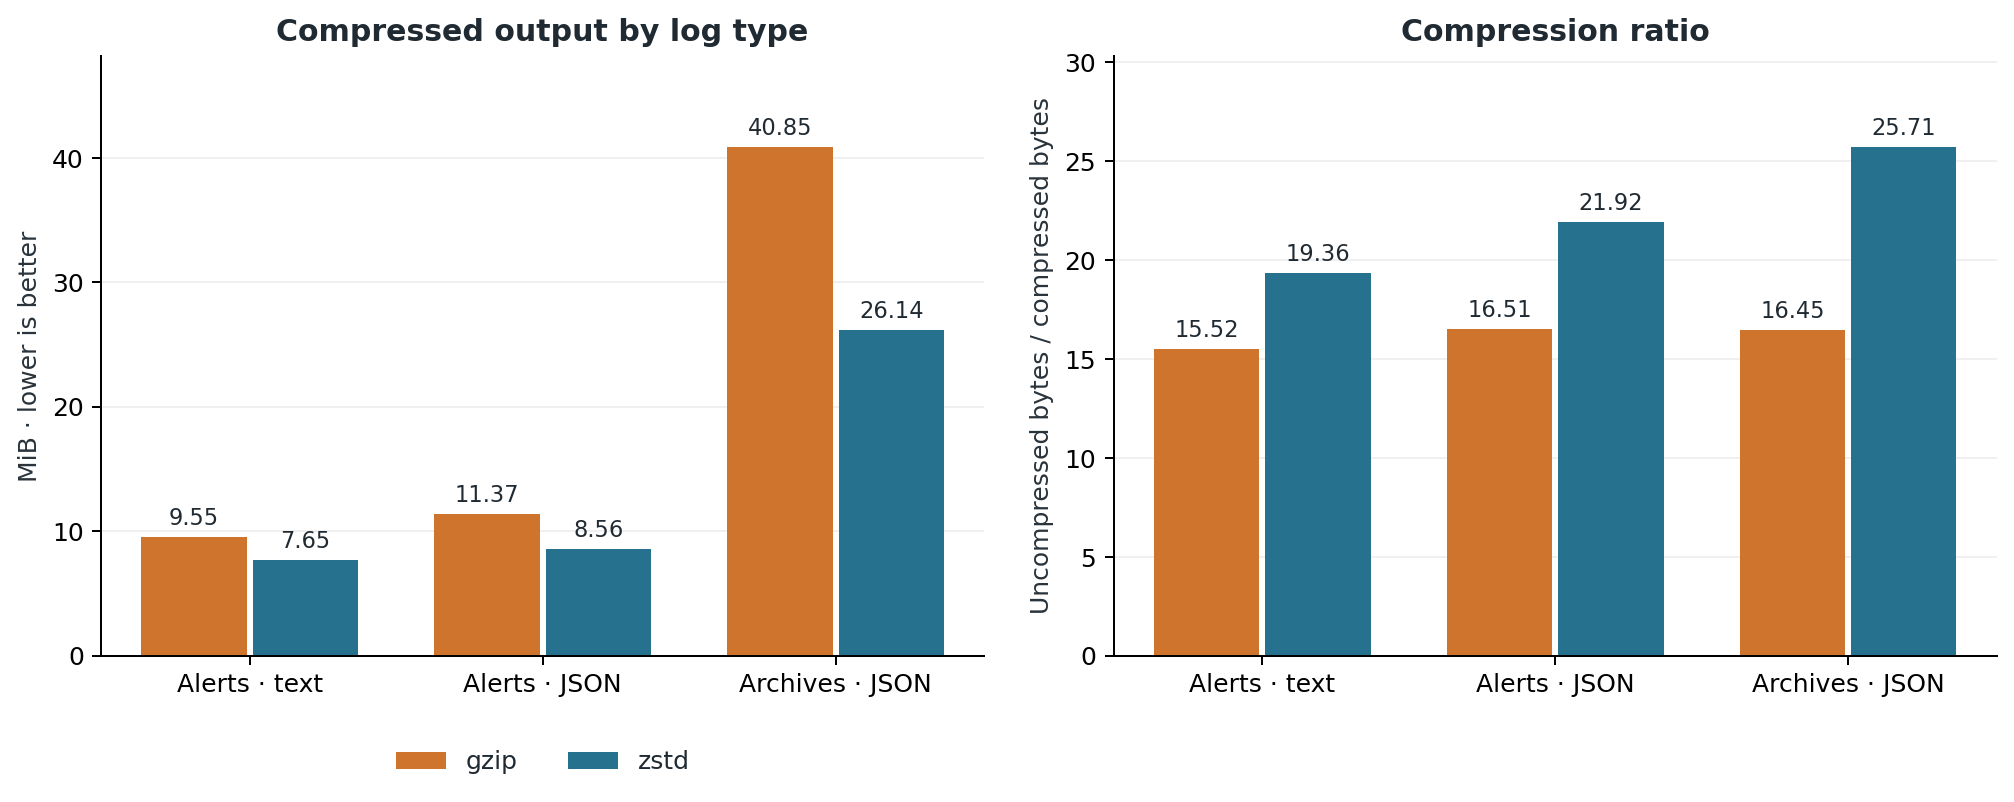 Compressed output by log type
MiB · lower is better
40
30
20
10
0
9.55
7.65
11.37
8.56
40.85
26.14
Alerts · text
Alerts · JSON
Archives · JSON
gzip
zstd
Compression ratio
Uncompressed bytes / compressed bytes
30
25
20
15
10
5
0
15.52
19.36
16.51
21.92
16.45
25.71
Alerts · text
Alerts · JSON
Archives · JSON